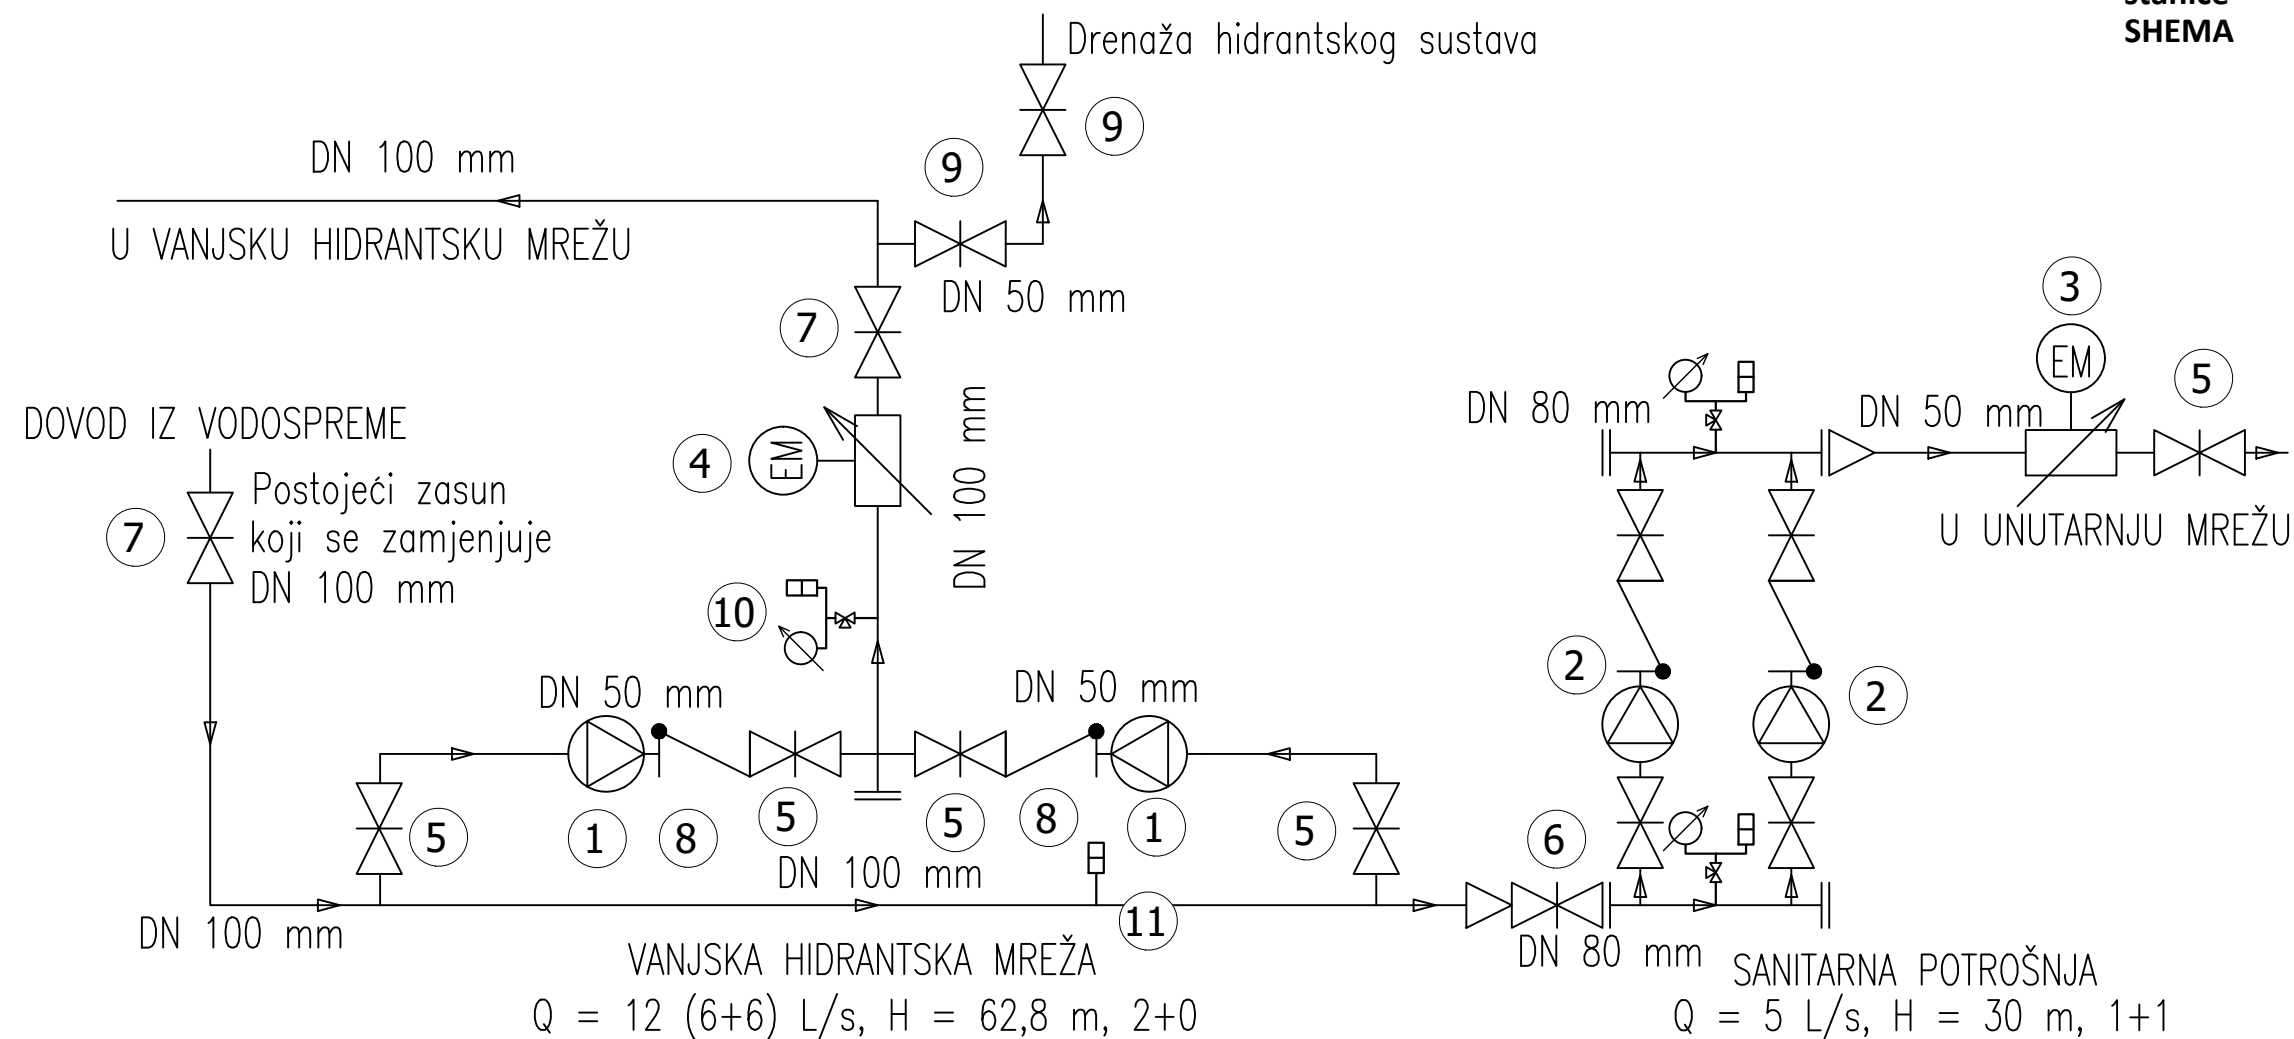 SHEMA
Drenaža hidrantskog sustava
9
9
DN 100 mm
U VANJSKU HIDRANTSKU MREŽU
DN 50 mm
7
3
EM
5
DN 80 mm
DN 50 mm
U UNUTARNJU MREŽU
DOVOD IZ VODOSPREME
Postojeći zasun
koji se zamjenjuje
DN 100 mm
7
4
EM
DN 100 mm
10
DN 50 mm
DN 50 mm
2
2
5
1
8
5
5
8
1
5
6
DN 100 mm
11
DN 100 mm
DN 80 mm
VANJSKA HIDRANTSKA MREŽA
Q = 12 (6+6) L/s, H = 62,8 m, 2+0
SANITARNA POTROŠNJA
Q = 5 L/s, H = 30 m, 1+1